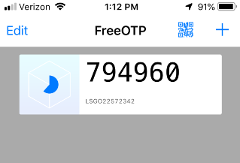 Verizon 1:12 PM 91%
Edit FreeOTP
794960
LSGO22572342